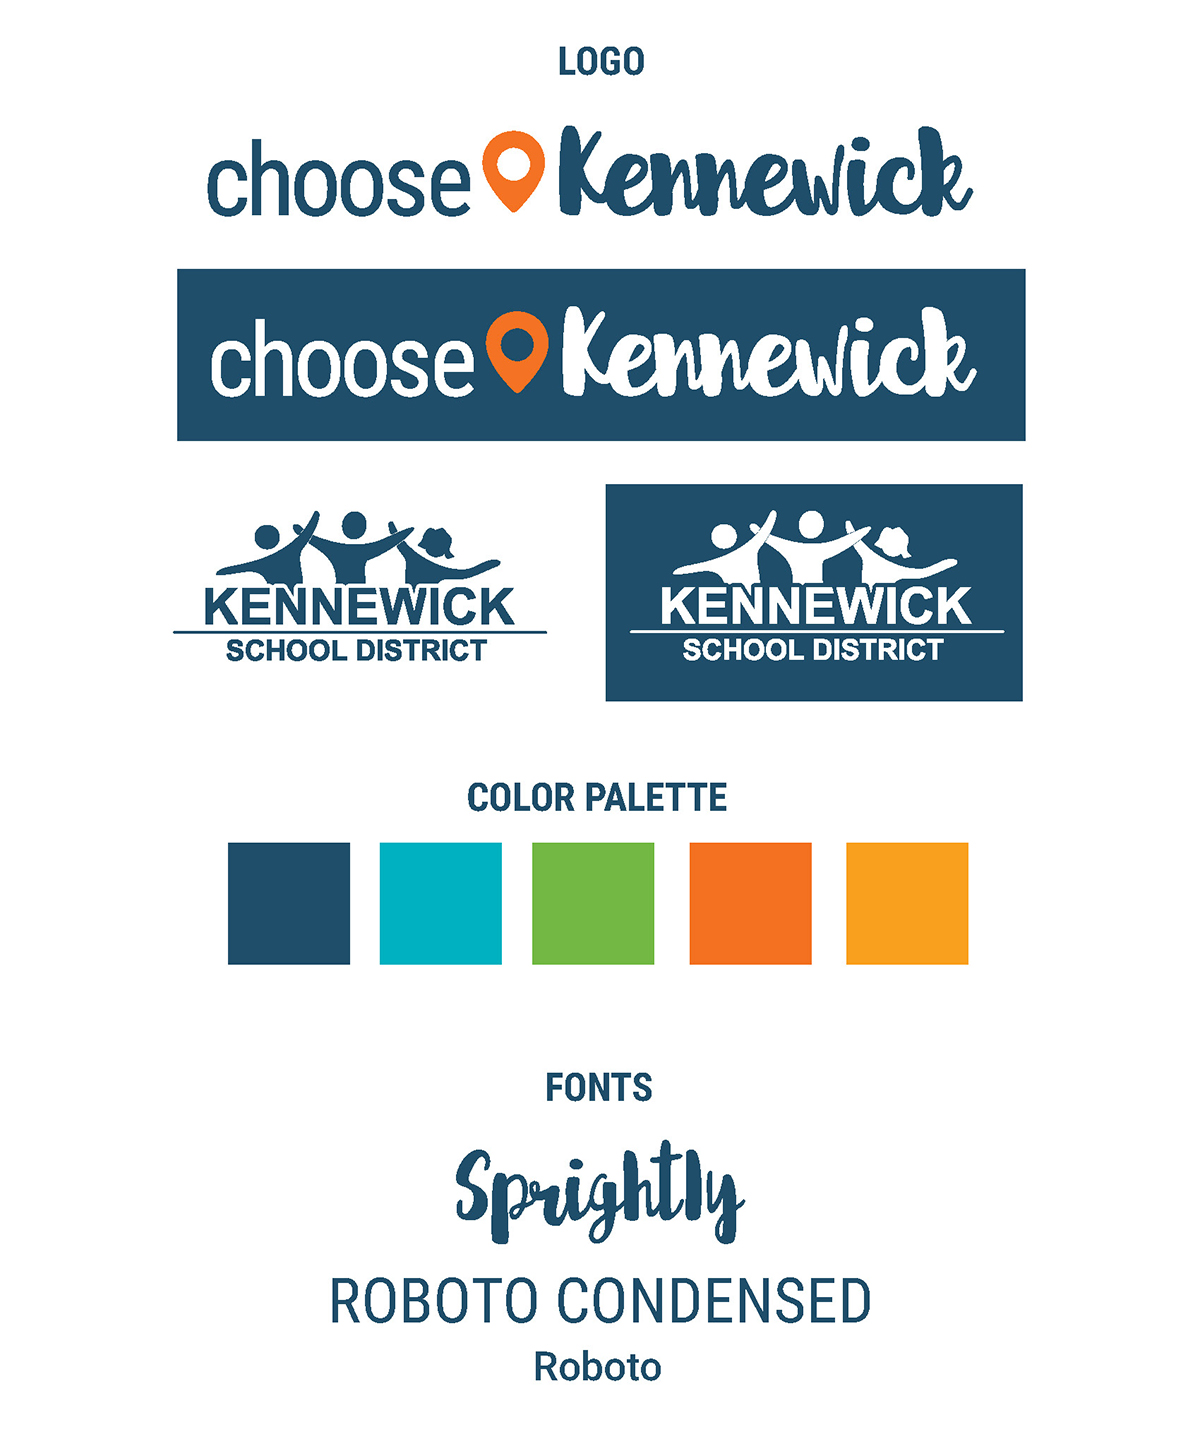 LOGO
choose Kennewick
choose Kennewick
KENNEWICK
SCHOOL DISTRICT
KENNEWICK
SCHOOL DISTRICT
COLOR PALETTE
FONTS
Sprightly
ROBOTO CONDENSED
Roboto